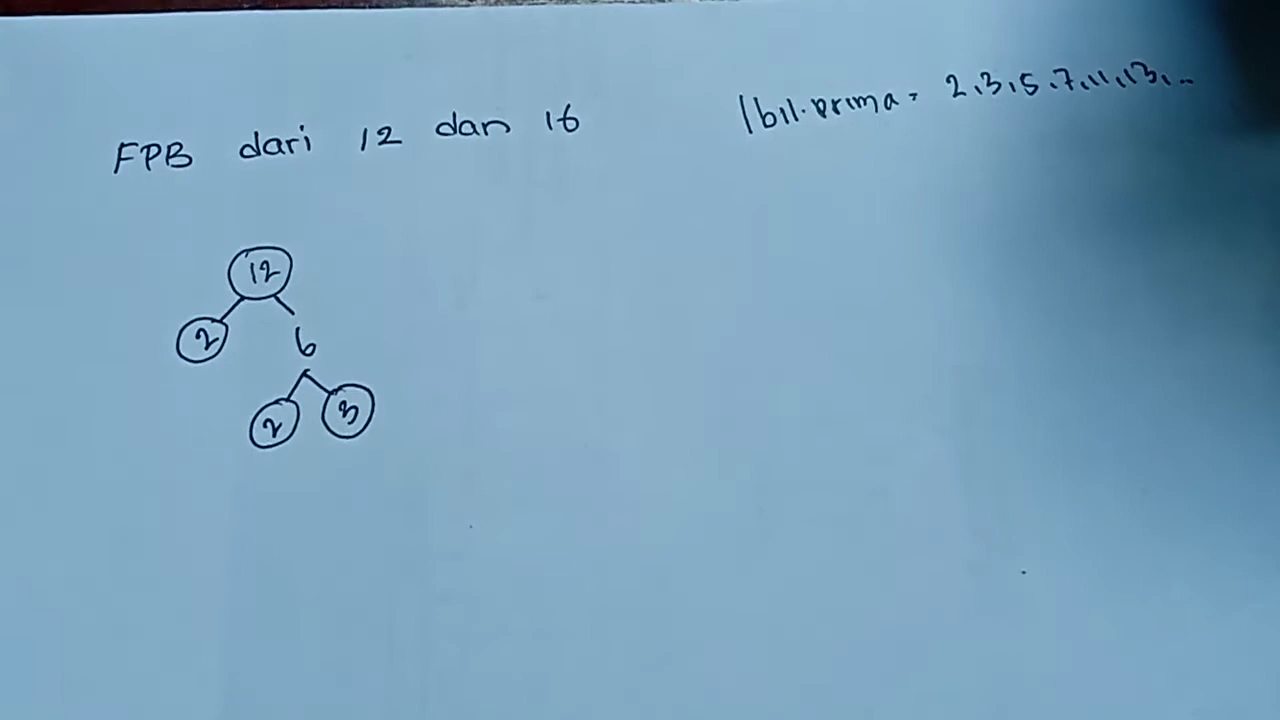 FPB dari 12 dan 16
|bil.prima = 2,3,5,7,11,13,..
12
2 6
2 3